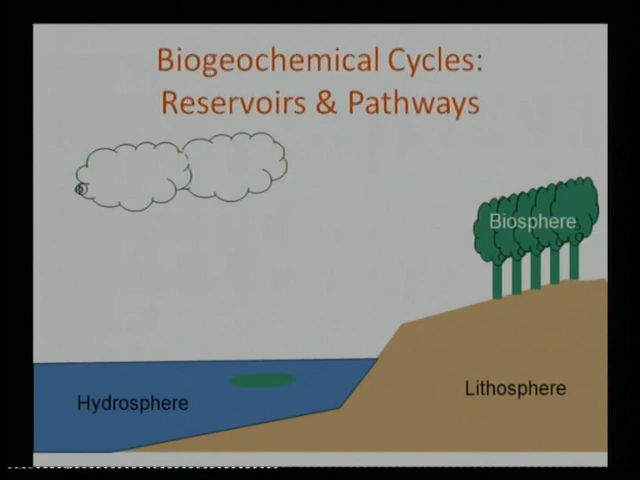 Biogeochemical Cycles:
Reservoirs & Pathways
Biosphere
Lithosphere
Hydrosphere